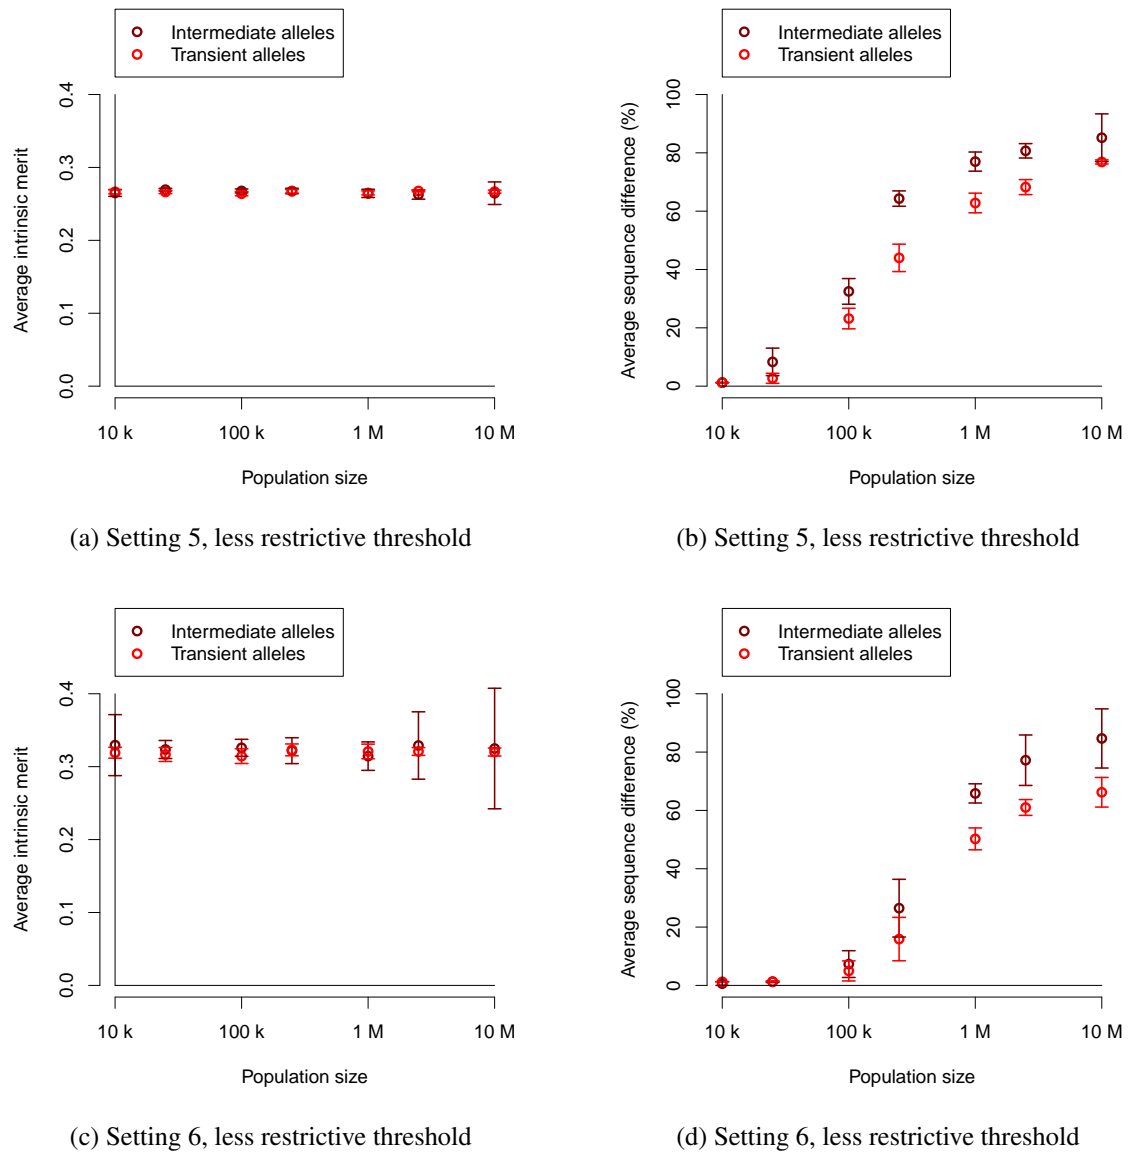 Intermediate alleles
Transient alleles
Average intrinsic merit
0.0
0.1
0.2
0.3
0.4
10 k
100 k
1 M
10 M
Population size
(a) Setting 5, less restrictive threshold
Intermediate alleles
Transient alleles
Average sequence difference (%)
0
20
40
60
80
100
10 k
100 k
1 M
10 M
Population size
(b) Setting 5, less restrictive threshold
Intermediate alleles
Transient alleles
Average intrinsic merit
0.0
0.1
0.2
0.3
0.4
10 k
100 k
1 M
10 M
Population size
(c) Setting 6, less restrictive threshold
Intermediate alleles
Transient alleles
Average sequence difference (%)
0
20
40
60
80
100
10 k
100 k
1 M
10 M
Population size
(d) Setting 6, less restrictive threshold